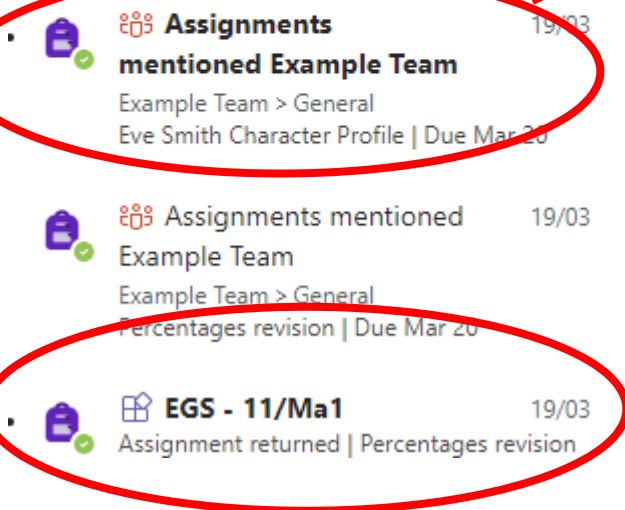 Assignments 19/03
mentioned Example Team
Example Team > General
Eve Smith Character Profile | Due Mar 20
Assignments mentioned 19/03
Example Team
Example Team > General
Percentages revision | Due Mar 20
EGS - 11/Ma1 19/03
Assignment returned | Percentages revision